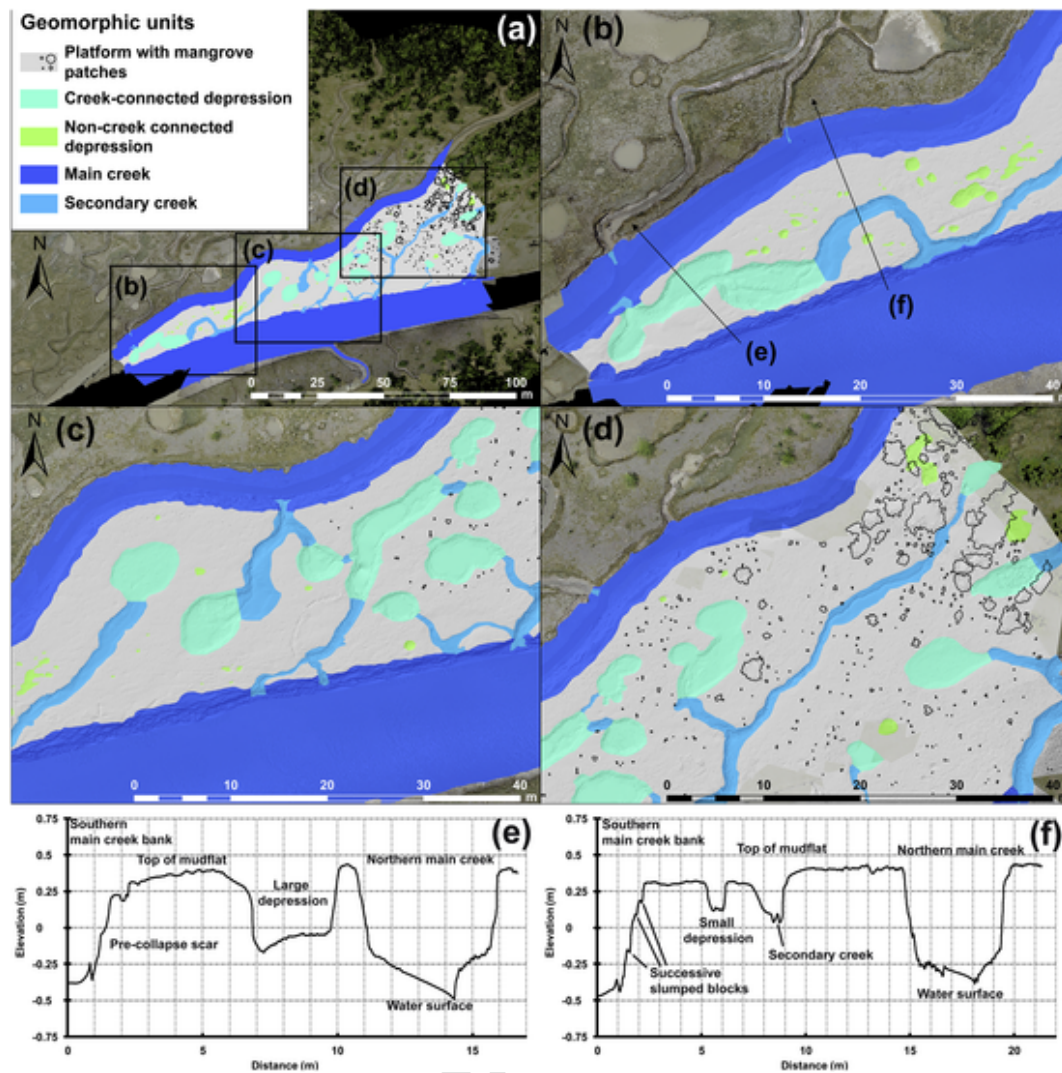 Geomorphic units
Platform with mangrove
patches
Creek-connected depression
Non-creek connected
depression
Main creek
Secondary creek
(a)
N
(d)
(c)
(b)
0 25 50 75 100
m
(b)
N
(f)
(e)
0 10 20 30 40
m
(c)
N
0 10 20 30 40
m
(d)
N
0 10 20 30 40
m
(e)
Southern
main creek bank
Top of mudflat
Northern main creek
Large
depression
Pre-collapse scar
Water surface
Elevation (m)
0.75
0.5
0.25
0
-0.25
-0.5
-0.75
0 5 10 15
Distance (m)
(f)
Southern
main creek bank
Top of mudflat
Northern main creek
Small
depression
Secondary creek
Successive
slumped blocks
Water surface
Elevation (m)
0.75
0.5
0.25
0
-0.25
-0.5
-0.75
0 5 10 15 20
Distance (m)